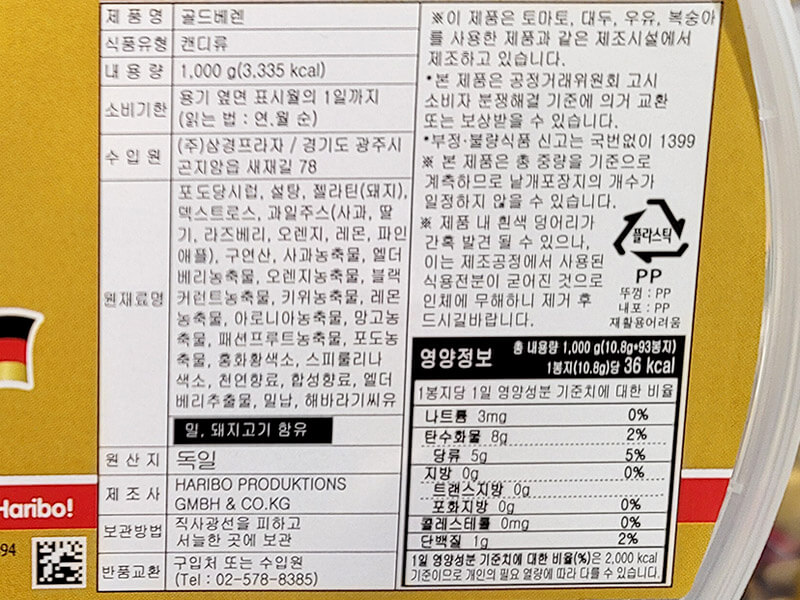 제 품 명 골드베렌
식품유형 캔디류
내 용 량 1,000 g(3,335 kcal)
소비기한 용기 옆면 표시월의 1일까지
(읽는 법 : 연.월 순)
수 입 원 (주)삼경프라자 / 경기도 광주시
곤지암읍 새재길 78
원재료명 포도당시럽, 설탕, 젤라틴(돼지),
덱스트로스, 과일주스(사과, 딸
기, 라즈베리, 오렌지, 레몬, 파인
애플), 구연산, 사과농축물, 엘더
베리농축물, 오렌지농축물, 블랙
커런트농축물, 키위농축물, 레몬
농축물, 아로니아농축물, 망고농
축물, 패션프루트농축물, 포도농
축물, 홍화황색소, 스피룰리나
색소, 천연향료, 합성향료, 엘더
베리추출물, 밀납, 해바라기씨유
밀, 돼지고기 함유
원 산 지 독일
제 조 사 HARIBO PRODUKTIONS
GMBH & CO.KG
보관방법 직사광선을 피하고
서늘한 곳에 보관
반품교환 구입처 또는 수입원
(Tel : 02-578-8385)
※이 제품은 토마토, 대두, 우유, 복숭아
를 사용한 제품과 같은 제조시설에서
제조하고 있습니다.
*본 제품은 공정거래위원회 고시
소비자 분쟁해결 기준에 의거 교환
또는 보상받을 수 있습니다.
*부정·불량식품 신고는 국번없이 1399
※ 본 제품은 총 중량을 기준으로
계측하므로 낱개포장지의 개수가
일정하지 않을 수 있습니다.
※ 제품 내 흰색 덩어리가
간혹 발견 될 수 있으나,
이는 제조공정에서 사용된
식용전분이 굳어진 것으로
인체에 무해하니 제거 후
드시길바랍니다.
플라스틱
PP
뚜껑 : PP
내포 : PP
재활용어려움
영양정보 총 내용량 1,000 g(10.8g*93봉지)
1봉지(10.8g)당 36 kcal
1봉지당 1일 영양성분 기준치에 대한 비율
나트륨 3mg 0%
탄수화물 8g 2%
당류 5g 5%
지방 0g 0%
트랜스지방 0g
포화지방 0g 0%
콜레스테롤 0mg 0%
단백질 1g 2%
1일 영양성분 기준치에 대한 비율(%)은 2,000 kcal
기준이므로 개인의 필요 열량에 따라 다를 수 있습니다.
Haribo!
94